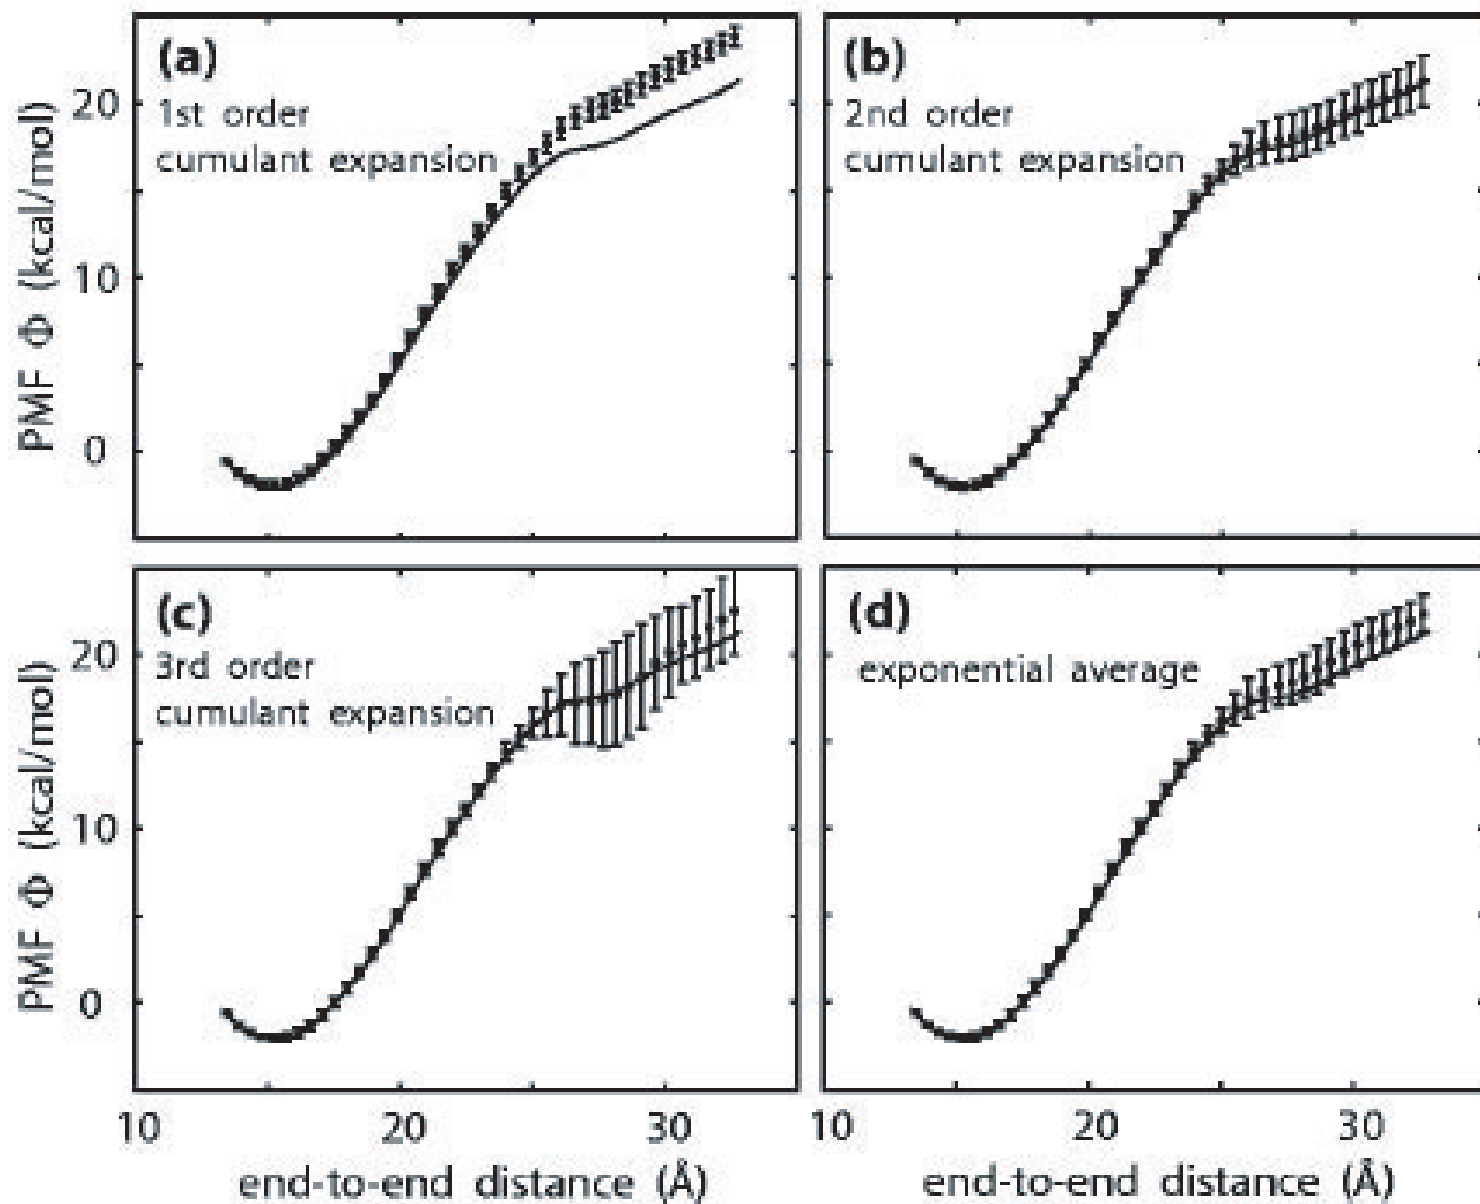 (a)
1st order
cumulant expansion
(b)
2nd order
cumulant expansion
PMF Φ (kcal/mol)
20
10
0
(c)
3rd order
cumulant expansion
(d)
exponential average
PMF Φ (kcal/mol)
20
10
0
10 20 30
10 20 30
end-to-end distance (Å)
end-to-end distance (Å)